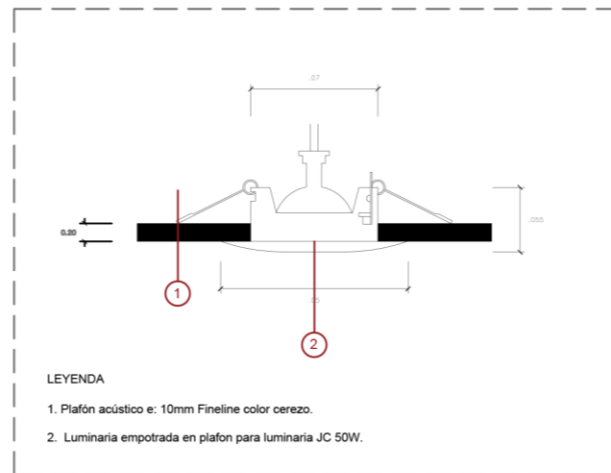 .07
0.20
.055
1
2
LEYENDA
1. Plafón acústico e: 10mm Fineline color cerezo.
2. Luminaria empotrada en plafon para luminaria JC 50W.